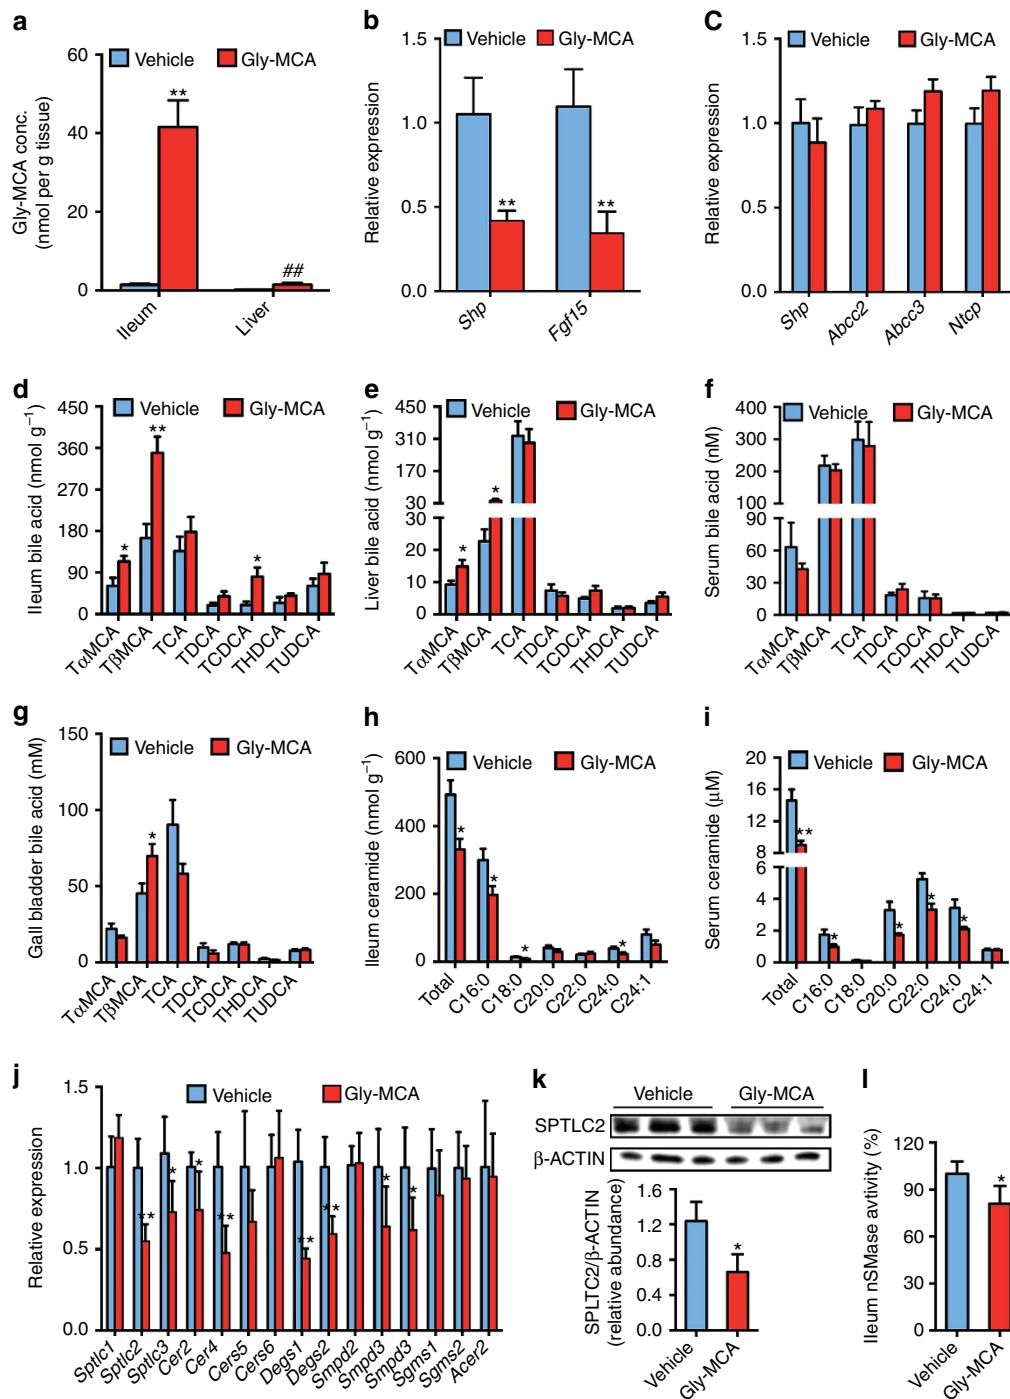 a
Vehicle Gly-MCA
Gly-MCA conc.
(nmol per g tissue)
60
40
20
0
**
##
Ileum
Liver
b
Vehicle Gly-MCA
Relative expression
1.5
1.0
0.5
0.0
**
**
Shp
Fgf15
C
Vehicle Gly-MCA
Relative expression
1.5
1.0
0.5
0.0
Shp
Abcc2
Abcc3
Ntcp
d
Vehicle Gly-MCA
Ileum bile acid (nmol g⁻¹)
450
360
270
180
90
0
*
**
*
TαMCA
TβMCA
TCA
TDCA
TCDCA
THDCA
TUDCA
e
Vehicle Gly-MCA
Liver bile acid (nmol g⁻¹)
450
310
170
30
30
20
10
0
*
*
TαMCA
TβMCA
TCA
TDCA
TCDCA
THDCA
TUDCA
f
Vehicle Gly-MCA
Serum bile acid (nM)
400
300
200
100
90
60
30
0
TαMCA
TβMCA
TCA
TDCA
TCDCA
THDCA
TUDCA
g
Vehicle Gly-MCA
Gall bladder bile acid (mM)
150
100
50
0
*
TαMCA
TβMCA
TCA
TDCA
TCDCA
THDCA
TUDCA
h
Vehicle
Gly-MCA
Ileum ceramide (nmol g⁻¹)
600
400
200
0
*
*
*
*
Total
C16:0
C18:0
C20:0
C22:0
C24:0
C24:1
i
Vehicle Gly-MCA
Serum ceramide (μM)
20
16
12
8
6
4
2
0
**
*
*
*
*
Total
C16:0
C18:0
C20:0
C22:0
C24:0
C24:1
j
Vehicle Gly-MCA
Relative expression
1.5
1.0
0.5
0.0
**
*
*
**
**
**
*
*
Sptlc1
Sptlc2
Sptlc3
Cer2
Cer4
Cers5
Cers6
Degs1
Degs2
Smpd2
Smpd3
Smpd3
Sgms1
Sgms2
Acer2
k
Vehicle Gly-MCA
SPTLC2
β-ACTIN
SPLTC2/β-ACTIN
(relative abundance)
1.6
1.2
0.8
0.4
0.0
*
Vehicle
Gly-MCA
l
Ileum nSMase avtivity (%)
120
90
60
30
0
*
Vehicle
Gly-MCA